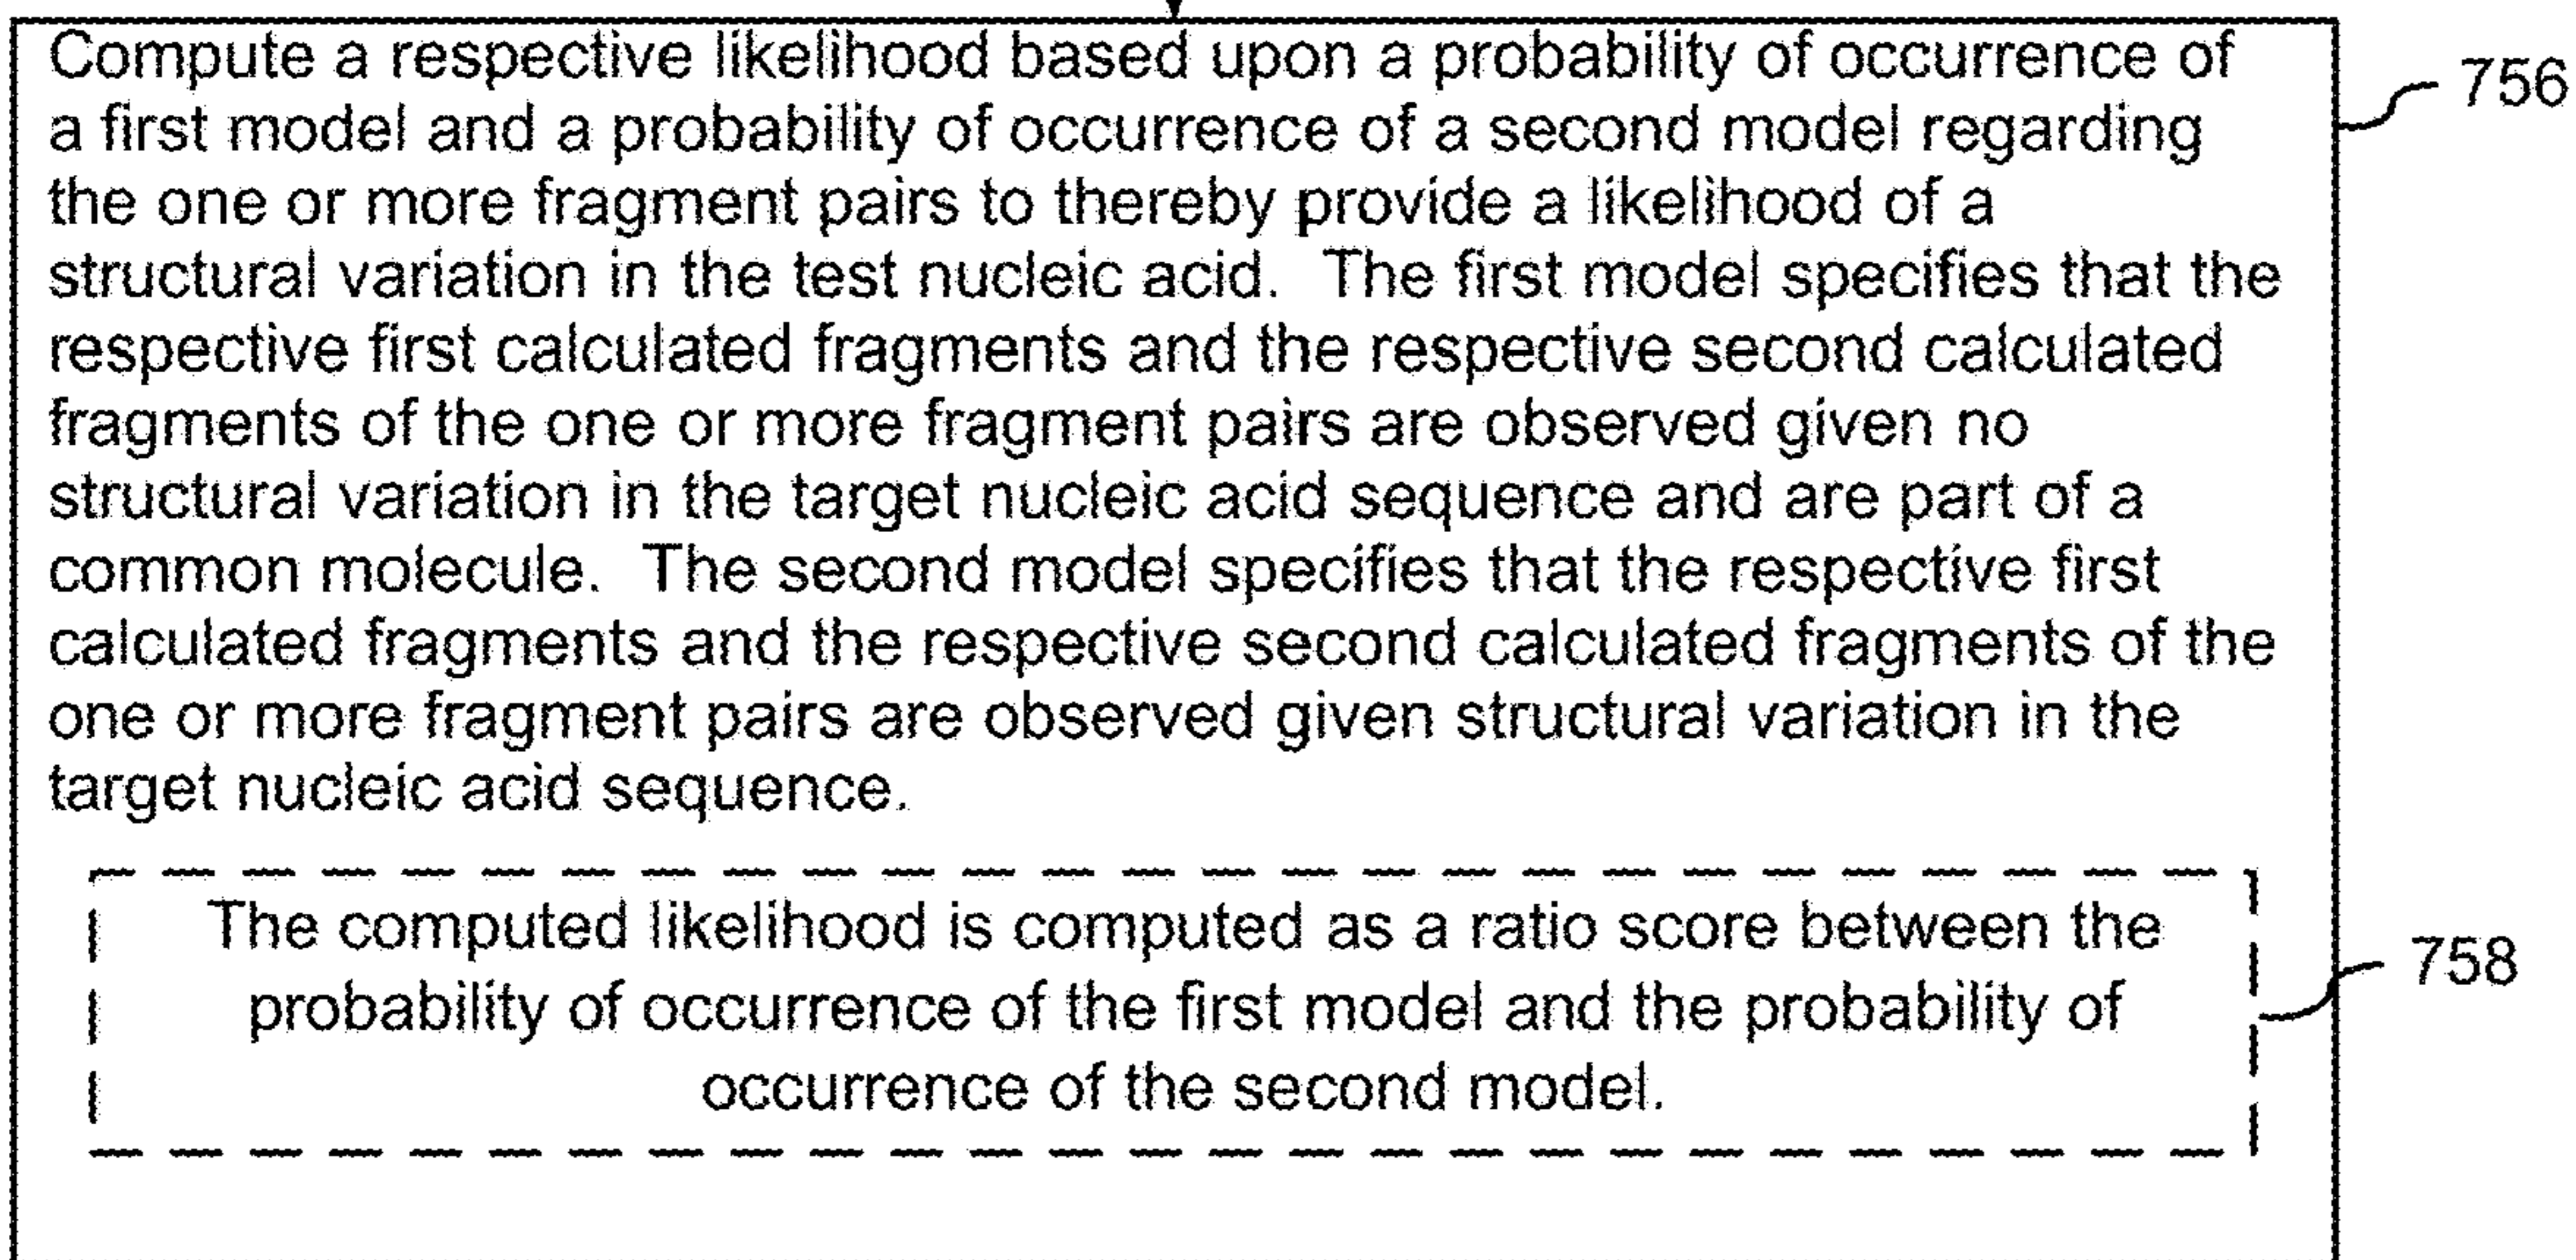 Compute a respective likelihood based upon a probability of occurrence of
a first model and a probability of occurrence of a second model regarding
the one or more fragment pairs to thereby provide a likelihood of a
structural variation in the test nucleic acid.  The first model specifies that the
respective first calculated fragments and the respective second calculated
fragments of the one or more fragment pairs are observed given no
structural variation in the target nucleic acid sequence and are part of a
common molecule.  The second model specifies that the respective first
calculated fragments and the respective second calculated fragments of the
one or more fragment pairs are observed given structural variation in the
target nucleic acid sequence.
756
The computed likelihood is computed as a ratio score between the
probability of occurrence of the first model and the probability of
occurrence of the second model.
758